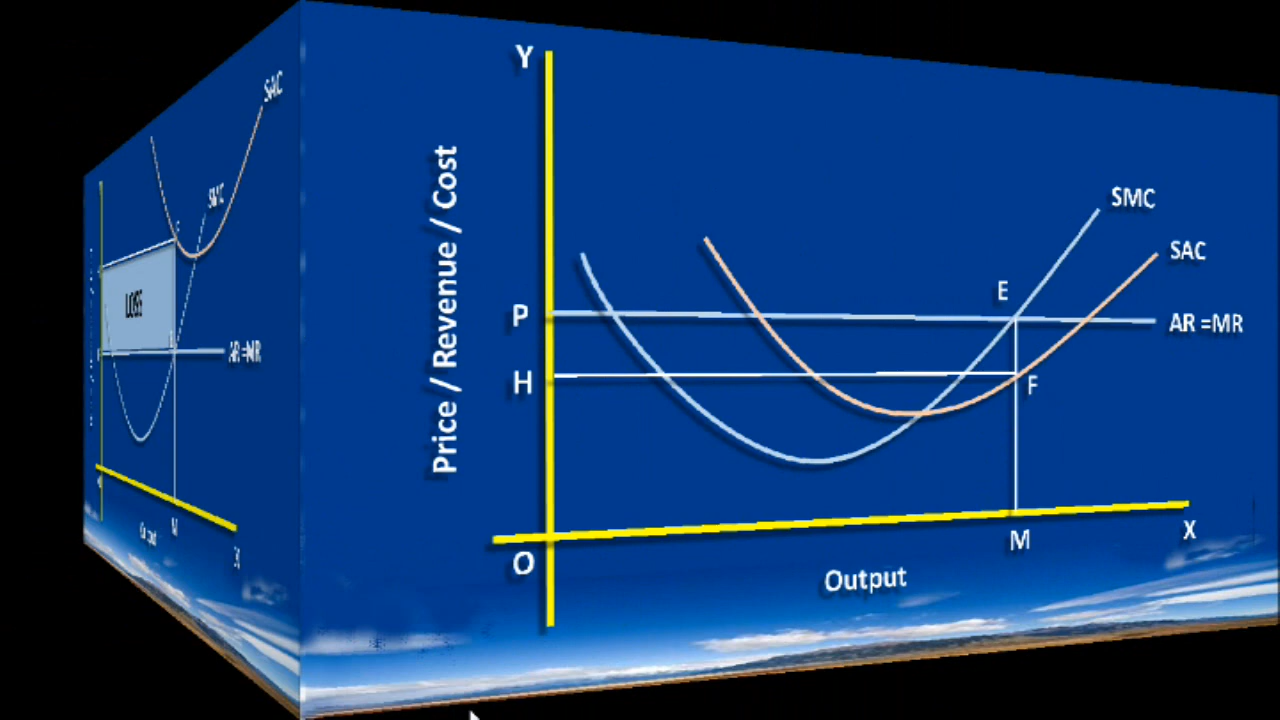 SAC
SMC
LOSS
AR =MR
M
Y
Price / Revenue / Cost
SMC
SAC
E
P
AR =MR
H
F
O
M
X
Output